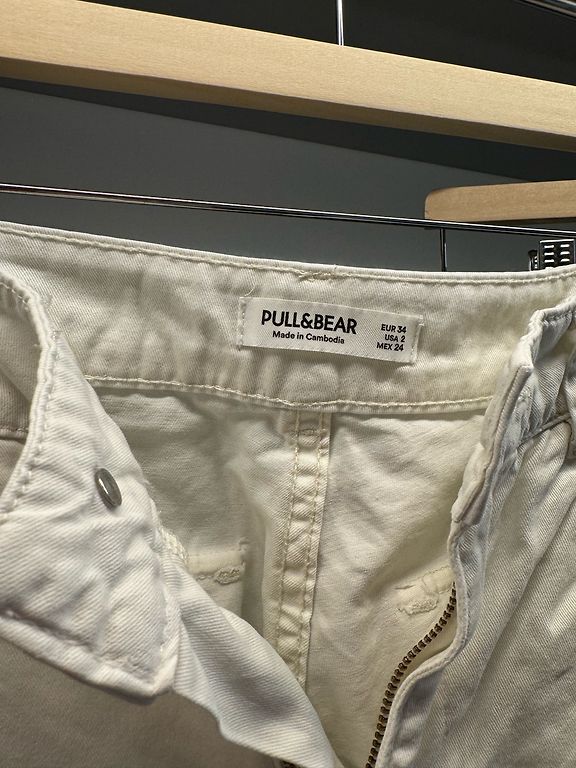 PULL&BEAR
Made in Cambodia
EUR 34
USA 2
MEX 24